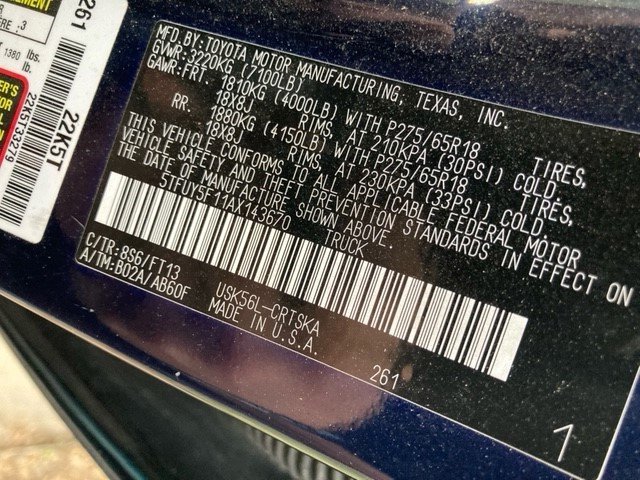 MFD.BY:TOYOTA MOTOR MANUFACTURING, TEXAS, INC.
GVWR:3220KG (7100LB)
GAWR:FRT. 1810KG (4000LB) WITH P275/65R18 TIRES,
18X8J RIMS, AT 210KPA (30PSI) COLD.
RR 1880KG (4150LB) WITH P275/65R18 TIRES,
18X8J RIMS, AT 230KPA (33PSI) COLD.
THIS VEHICLE CONFORMS TO ALL APPLICABLE FEDERAL MOTOR
VEHICLE SAFETY AND THEFT PREVENTION STANDARDS IN EFFECT ON
THE DATE OF MANUFACTURE SHOWN ABOVE.
5TFUY5F11AX143670 TRUCK
C/TR:8S6/FT13
A/TM:B02A/AB60F
USK56L-CRTSKA
MADE IN U.S.A.
261
1
261
22K5T
22K5T33279
ERE : 3
1380 lbs.
lb.